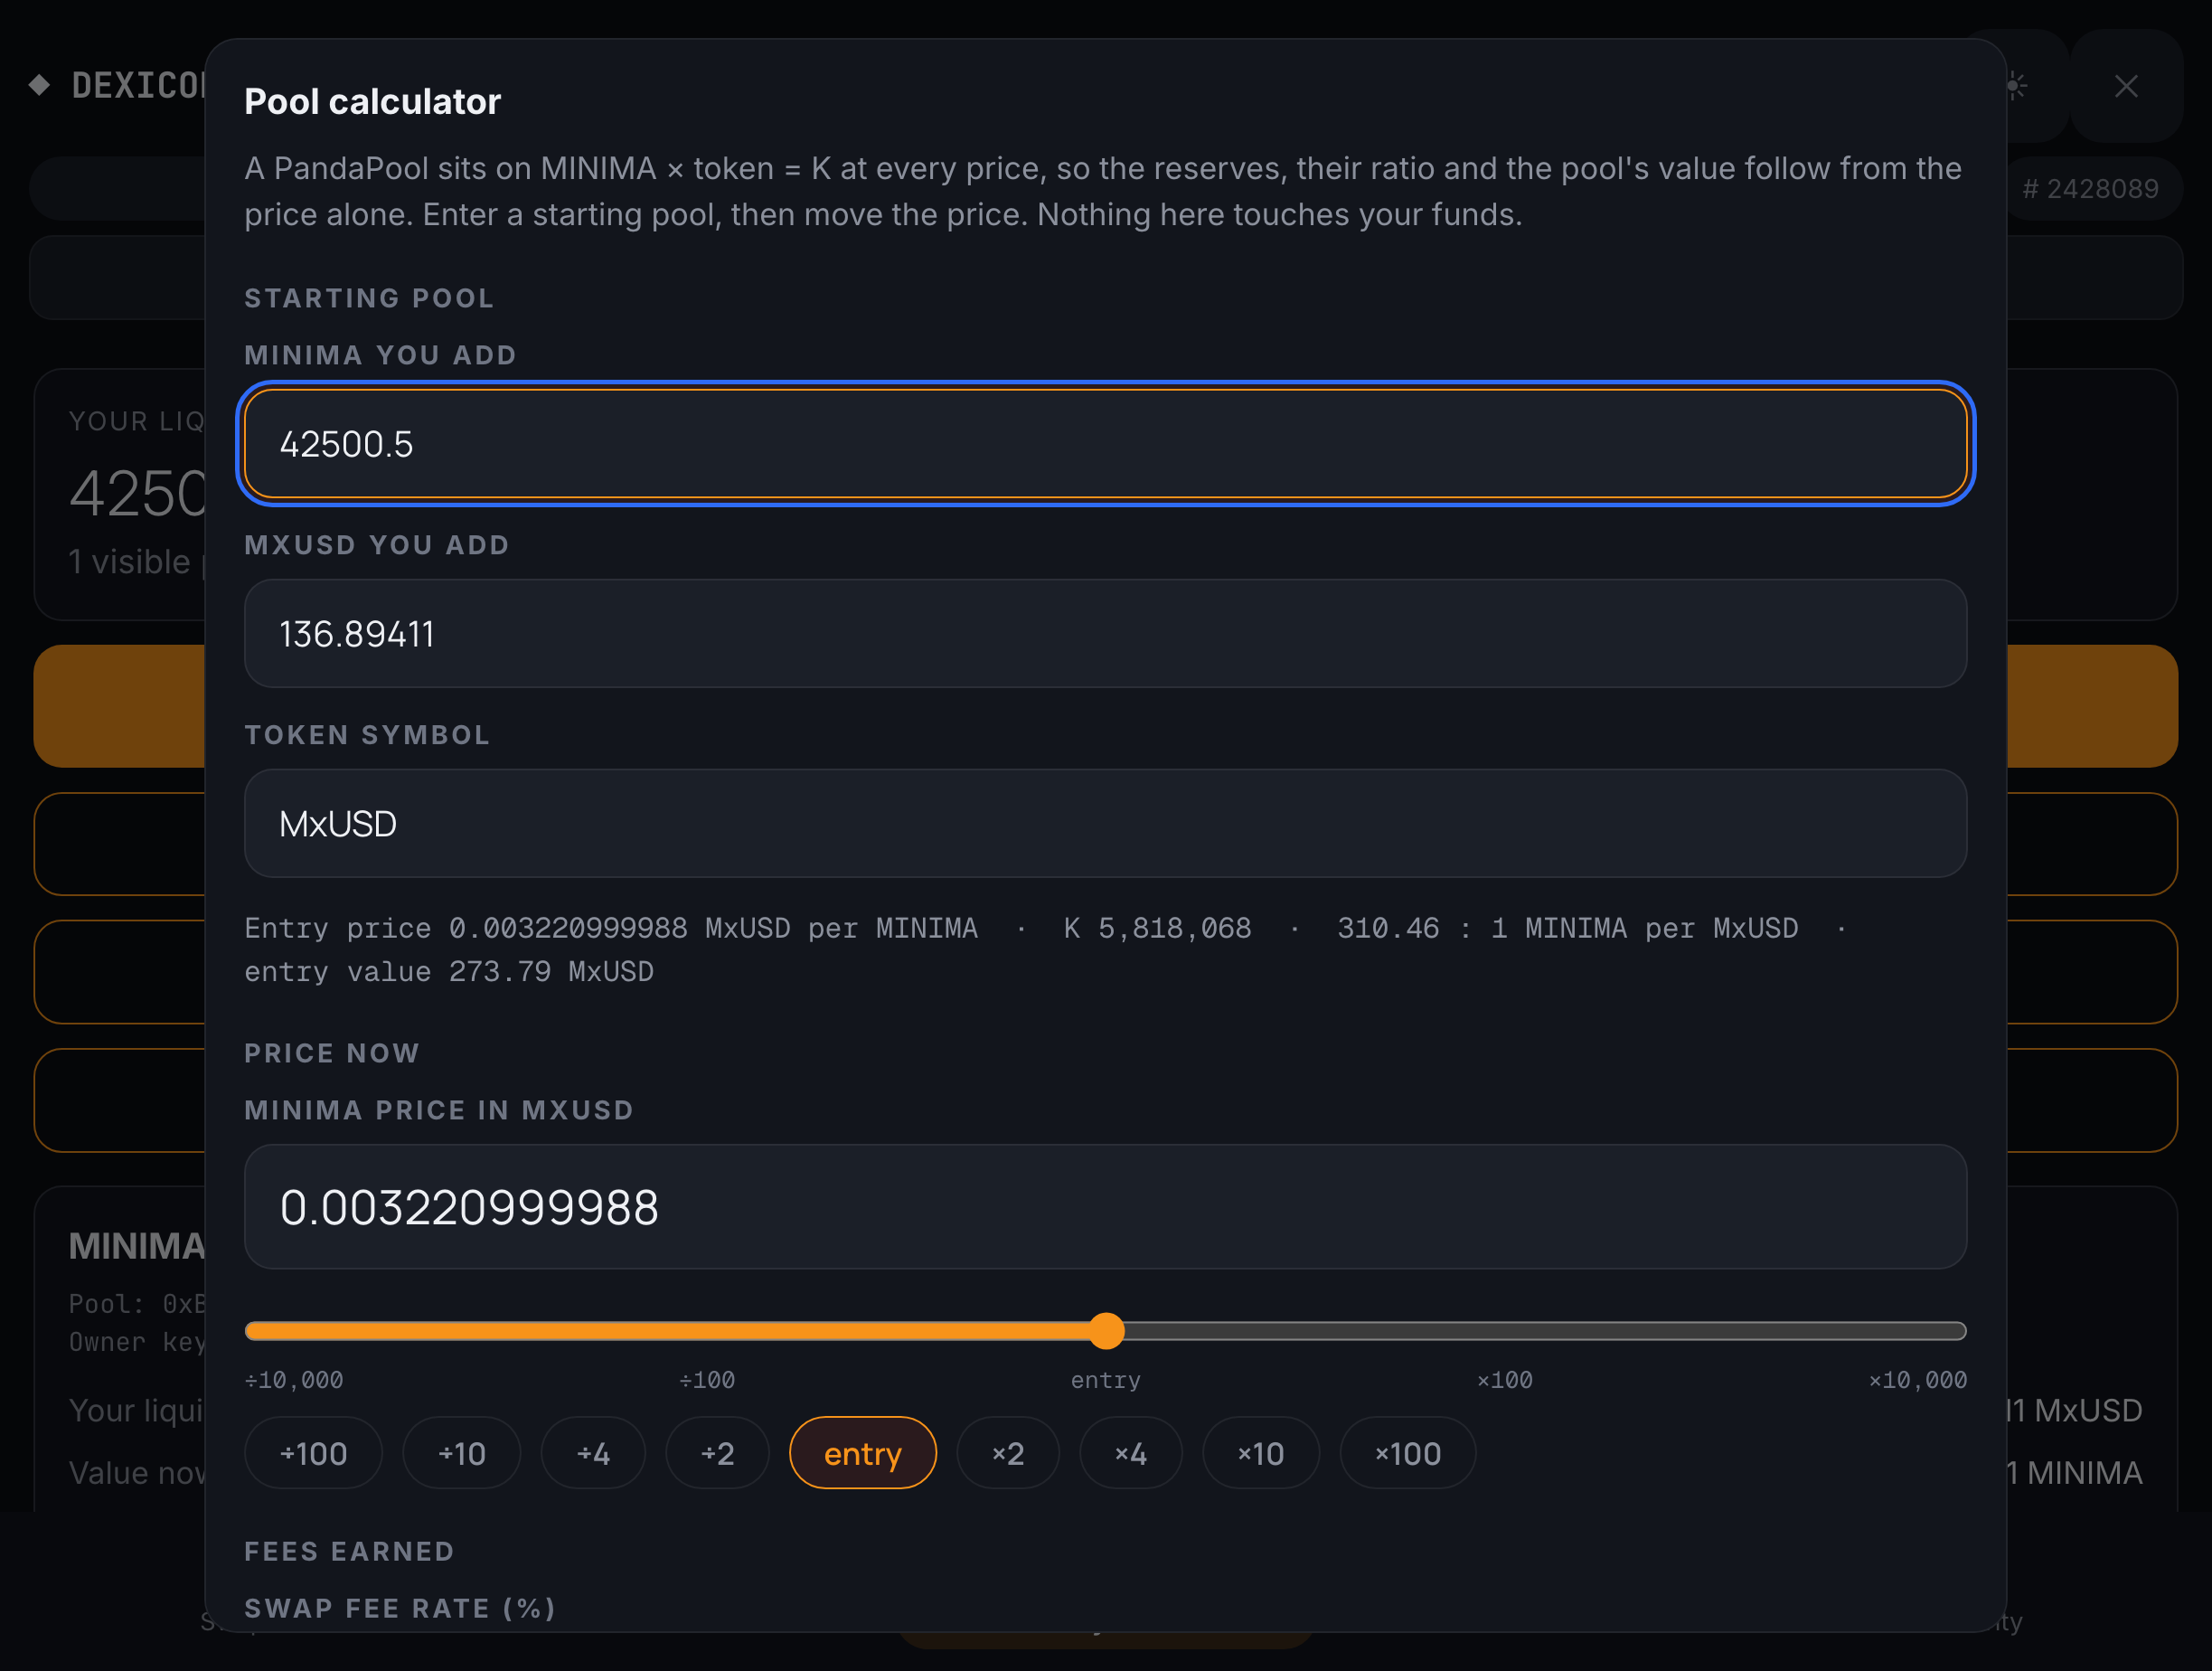 DEXICO
Pool calculator
A PandaPool sits on MINIMA × token = K at every price, so the reserves, their ratio and the pool's value follow from the
price alone. Enter a starting pool, then move the price. Nothing here touches your funds.
# 2428089
STARTING POOL
MINIMA YOU ADD
42500.5
YOUR LIQ
4250
1 visible
MXUSD YOU ADD
136.89411
TOKEN SYMBOL
MxUSD
Entry price 0.003220999988 MxUSD per MINIMA · K 5,818,068 · 310.46 : 1 MINIMA per MxUSD ·
entry value 273.79 MxUSD
PRICE NOW
MINIMA PRICE IN MXUSD
0.003220999988
MINIMA
Pool: 0xB
Owner key
÷10,000 ÷100 entry ×100 ×10,000
Your liqui
11 MxUSD
÷100 ÷10 ÷4 ÷2 entry ×2 ×4 ×10 ×100
Value now
1 MINIMA
FEES EARNED
SWAP FEE RATE (%)